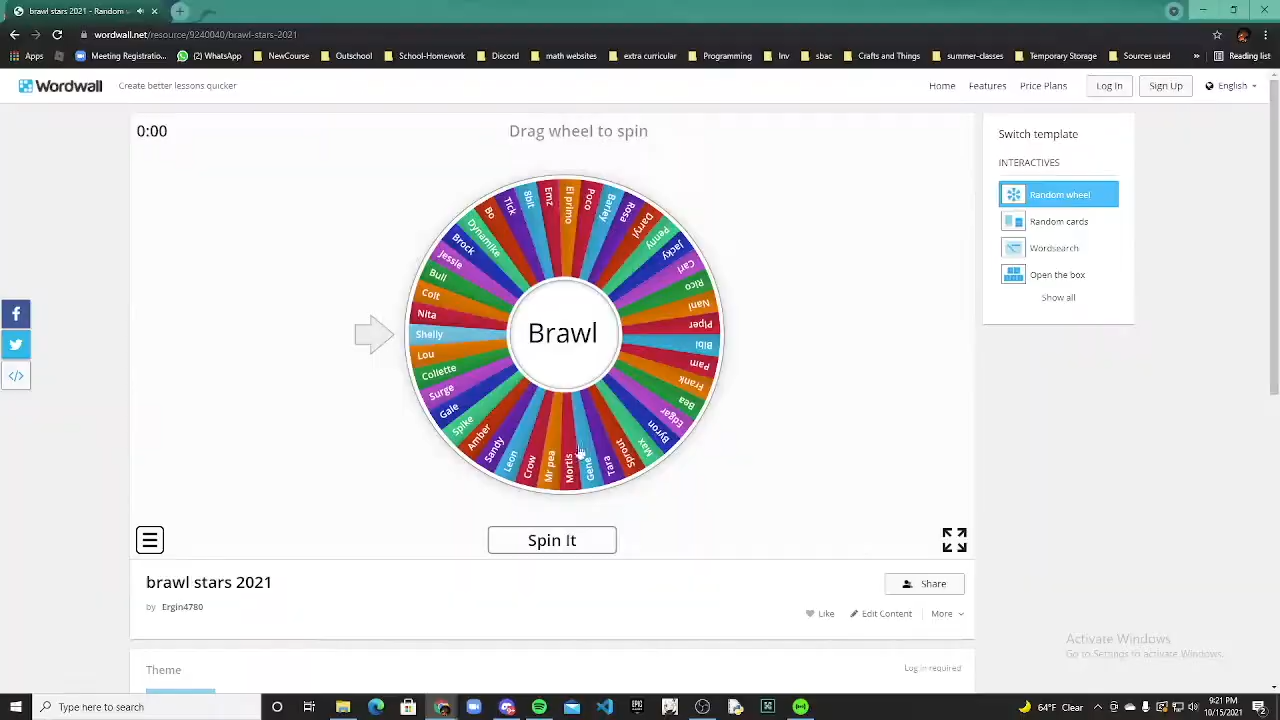 brawl stars 2021 - Random
wordwall.net/resource/9240040/brawl-stars-2021
Apps
Meeting Registratio...
(2) WhatsApp
NewCourse
Outschool
School-Homework
Discord
math websites
extra curricular
Programming
Inv
sbac
Crafts and Things
summer-classes
Temporary Storage
Sources used
»
Reading list
Wordwall
Create better lessons quicker
Home
Features
Price Plans
Log In
Sign Up
English
0:00
Drag wheel to spin
Switch template
INTERACTIVES
Random wheel
Random cards
Wordsearch
Open the box
Show all
El primo
Poco
Barley
Rosa
Darryl
Penny
Jacky
Carl
Rico
Nani
Piper
Bibi
Pam
Frank
Bea
Edgar
Byron
Max
Sprout
Tara
Gene
Mortis
Mr pea
Crow
Leon
Sandy
Amber
Spike
Gale
Surge
Collette
Lou
Shelly
Nita
Colt
Bull
Jessie
Brock
Dynamike
Bo
Tick
8bit
Emz
Brawl
Spin It
brawl stars 2021
by Ergin4780
Share
Like
Edit Content
More
Theme
Log in required
Activate Windows
Go to Settings to activate Windows.
Type here to search
64°F Clear
9:21 PM
10/15/2021